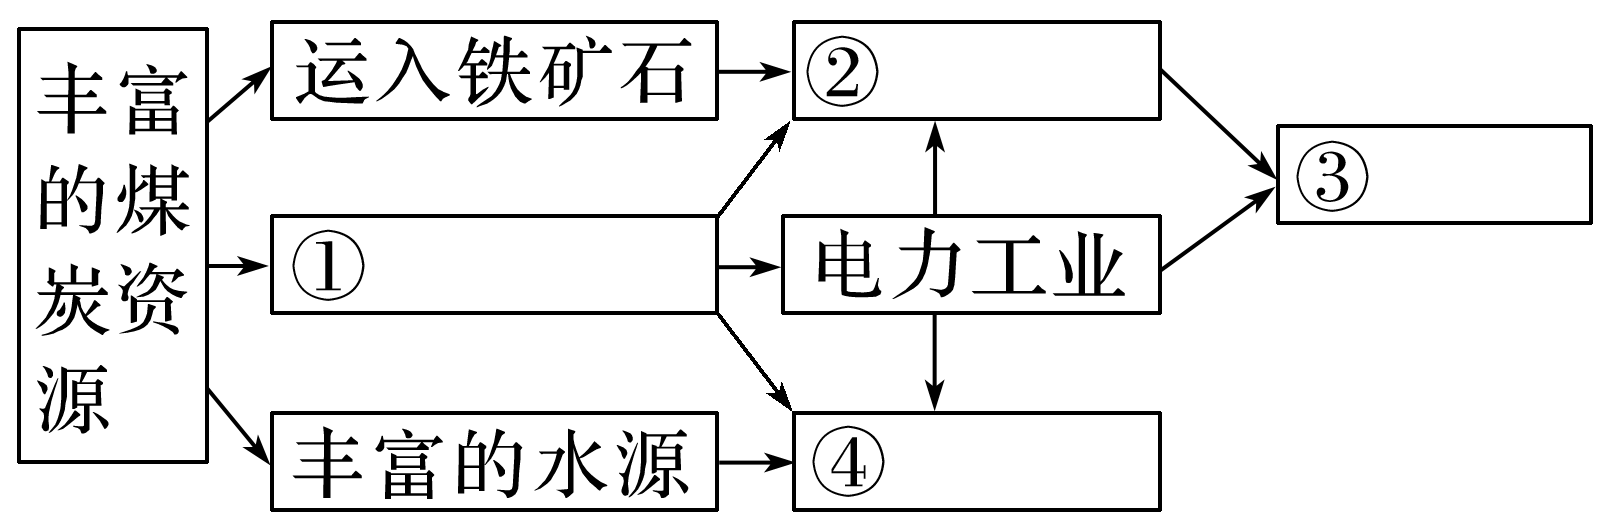 丰富
的煤
炭资
源
运入铁矿石
①
丰富的水源
②
电力工业
④
③